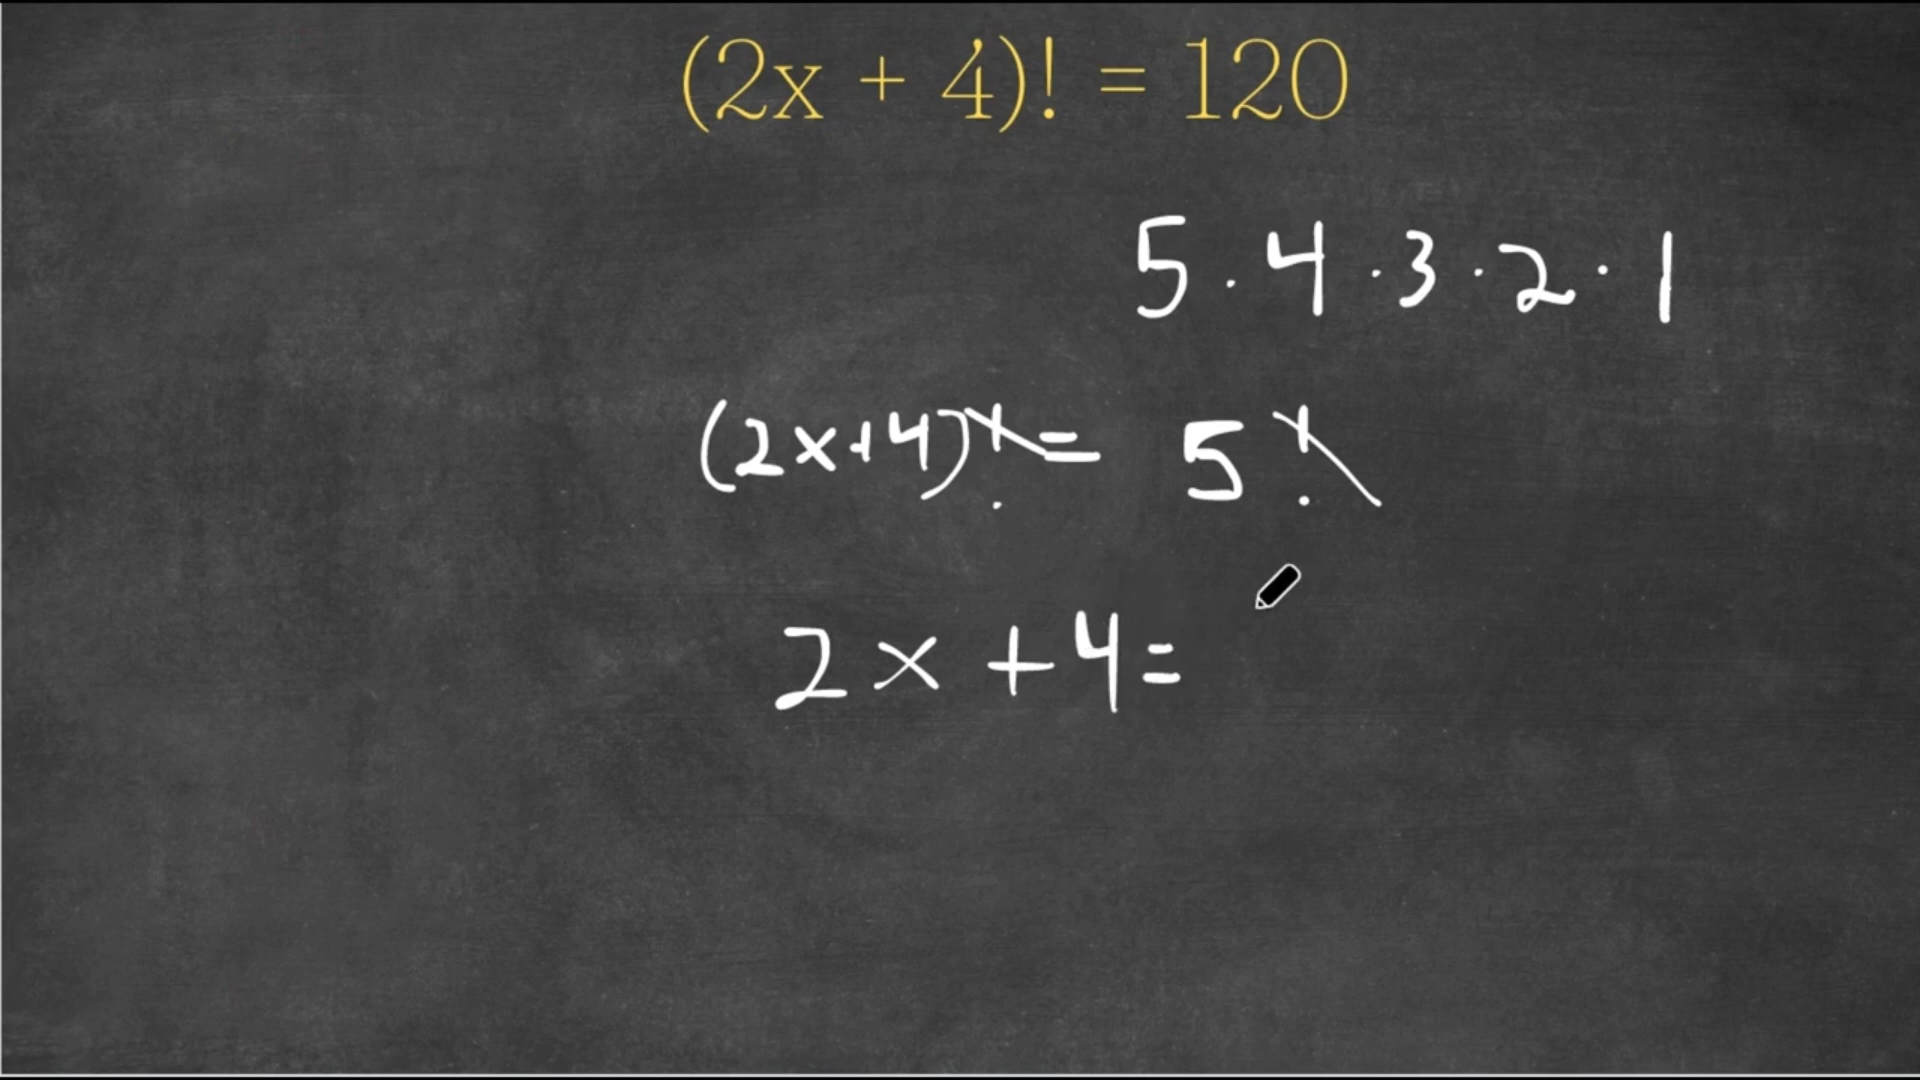 (2x + 4)! = 120
5 · 4 · 3 · 2 · 1
(2x+4)! = 5!
2x + 4 =